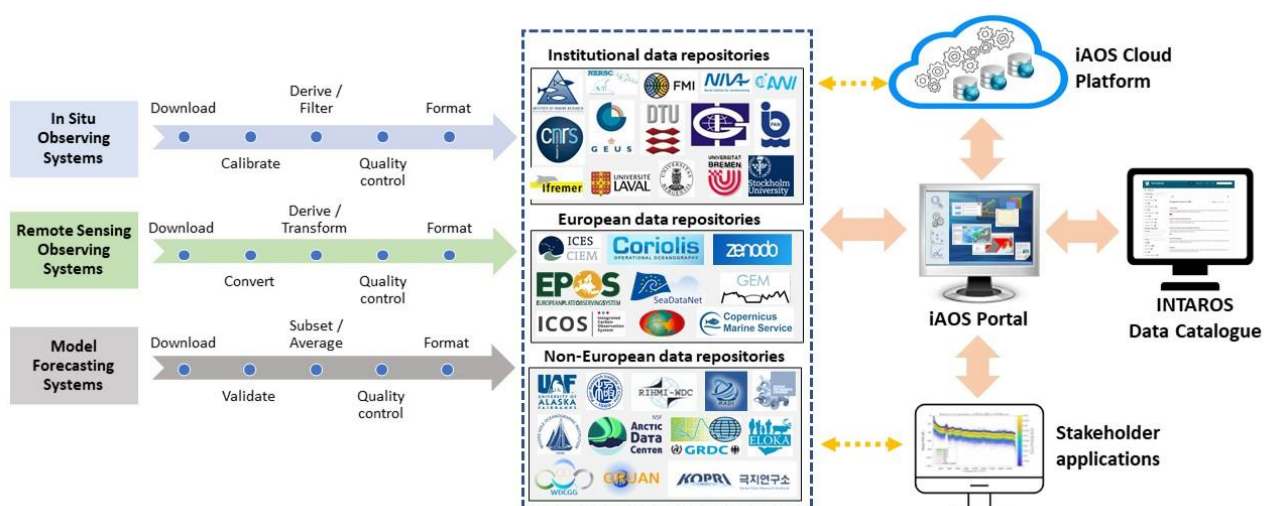 In Situ
Observing
Systems
Download
Derive /
Filter
Format
Calibrate
Quality
control
Remote Sensing
Observing
Systems
Download
Derive /
Transform
Format
Convert
Quality
control
Model
Forecasting
Systems
Download
Subset /
Average
Format
Validate
Quality
control
Institutional data repositories
NERSC
FMI
NIVA
cnrs
GEUS
DTU
PAN
Ifremer
UNIVERSITÉ
LAVAL
UNIVERSITÄT
BREMEN
Stockholm
University
European data repositories
ICES
CIEM
Coriolis
OPERATIONAL OCEANOGRAPHY
zenodo
EPOS
EUROPEAN PLATE OBSERVING SYSTEM
SeaDataNet
GEM
ICOS
Integrated
Carbon
Observation
System
Copernicus
Marine Service
Non-European data repositories
UAF
UNIVERSITY OF
ALASKA
FAIRBANKS
RIHMI-WDC
NSF
ARCTIC
DATA
CENTER
GRDC
ELOKA
WDCGG
GRUAN
KOPRI
극지연구소
iAOS Cloud
Platform
iAOS Portal
INTAROS
Data Catalogue
Stakeholder
applications